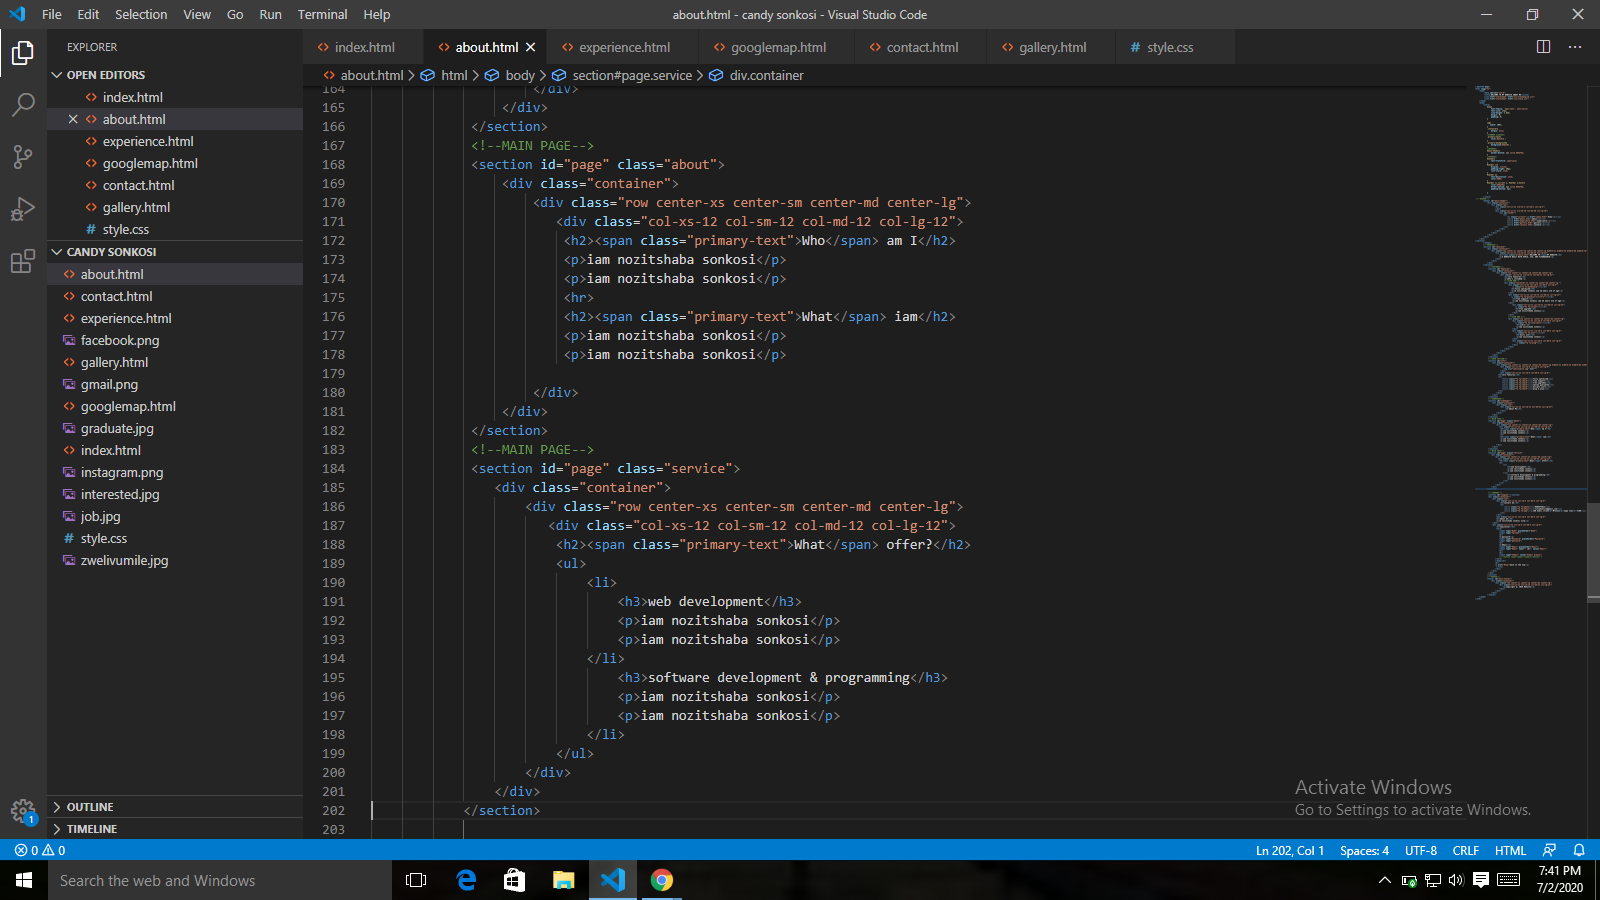 File Edit Selection View Go Run Terminal Help
about.html - candy sonkosi - Visual Studio Code
EXPLORER
OPEN EDITORS
index.html
about.html
experience.html
googlemap.html
contact.html
gallery.html
# style.css
CANDY SONKOSI
about.html
contact.html
experience.html
facebook.png
gallery.html
gmail.png
googlemap.html
graduate.jpg
index.html
instagram.png
interested.jpg
job.jpg
# style.css
zwelivumile.jpg
OUTLINE
TIMELINE
index.html about.html experience.html googlemap.html contact.html gallery.html # style.css
about.html > html > body > section#page.service > div.container
164 </div>
165 </div>
166 </section>
167 <!--MAIN PAGE-->
168 <section id="page" class="about">
169 <div class="container">
170 <div class="row center-xs center-sm center-md center-lg">
171 <div class="col-xs-12 col-sm-12 col-md-12 col-lg-12">
172 <h2><span class="primary-text">Who</span> am I</h2>
173 <p>iam nozitshaba sonkosi</p>
174 <p>iam nozitshaba sonkosi</p>
175 <hr>
176 <h2><span class="primary-text">What</span> iam</h2>
177 <p>iam nozitshaba sonkosi</p>
178 <p>iam nozitshaba sonkosi</p>
179
180 </div>
181 </div>
182 </section>
183 <!--MAIN PAGE-->
184 <section id="page" class="service">
185 <div class="container">
186 <div class="row center-xs center-sm center-md center-lg">
187 <div class="col-xs-12 col-sm-12 col-md-12 col-lg-12">
188 <h2><span class="primary-text">What</span> offer?</h2>
189 <ul>
190 <li>
191 <h3>web development</h3>
192 <p>iam nozitshaba sonkosi</p>
193 <p>iam nozitshaba sonkosi</p>
194 </li>
195 <h3>software development & programming</h3>
196 <p>iam nozitshaba sonkosi</p>
197 <p>iam nozitshaba sonkosi</p>
198 </li>
199 </ul>
200 </div>
201 </div>
202 </section>
203
Activate Windows
Go to Settings to activate Windows.
1
0 0
Ln 202, Col 1 Spaces: 4 UTF-8 CRLF HTML
Search the web and Windows
7:41 PM
7/2/2020